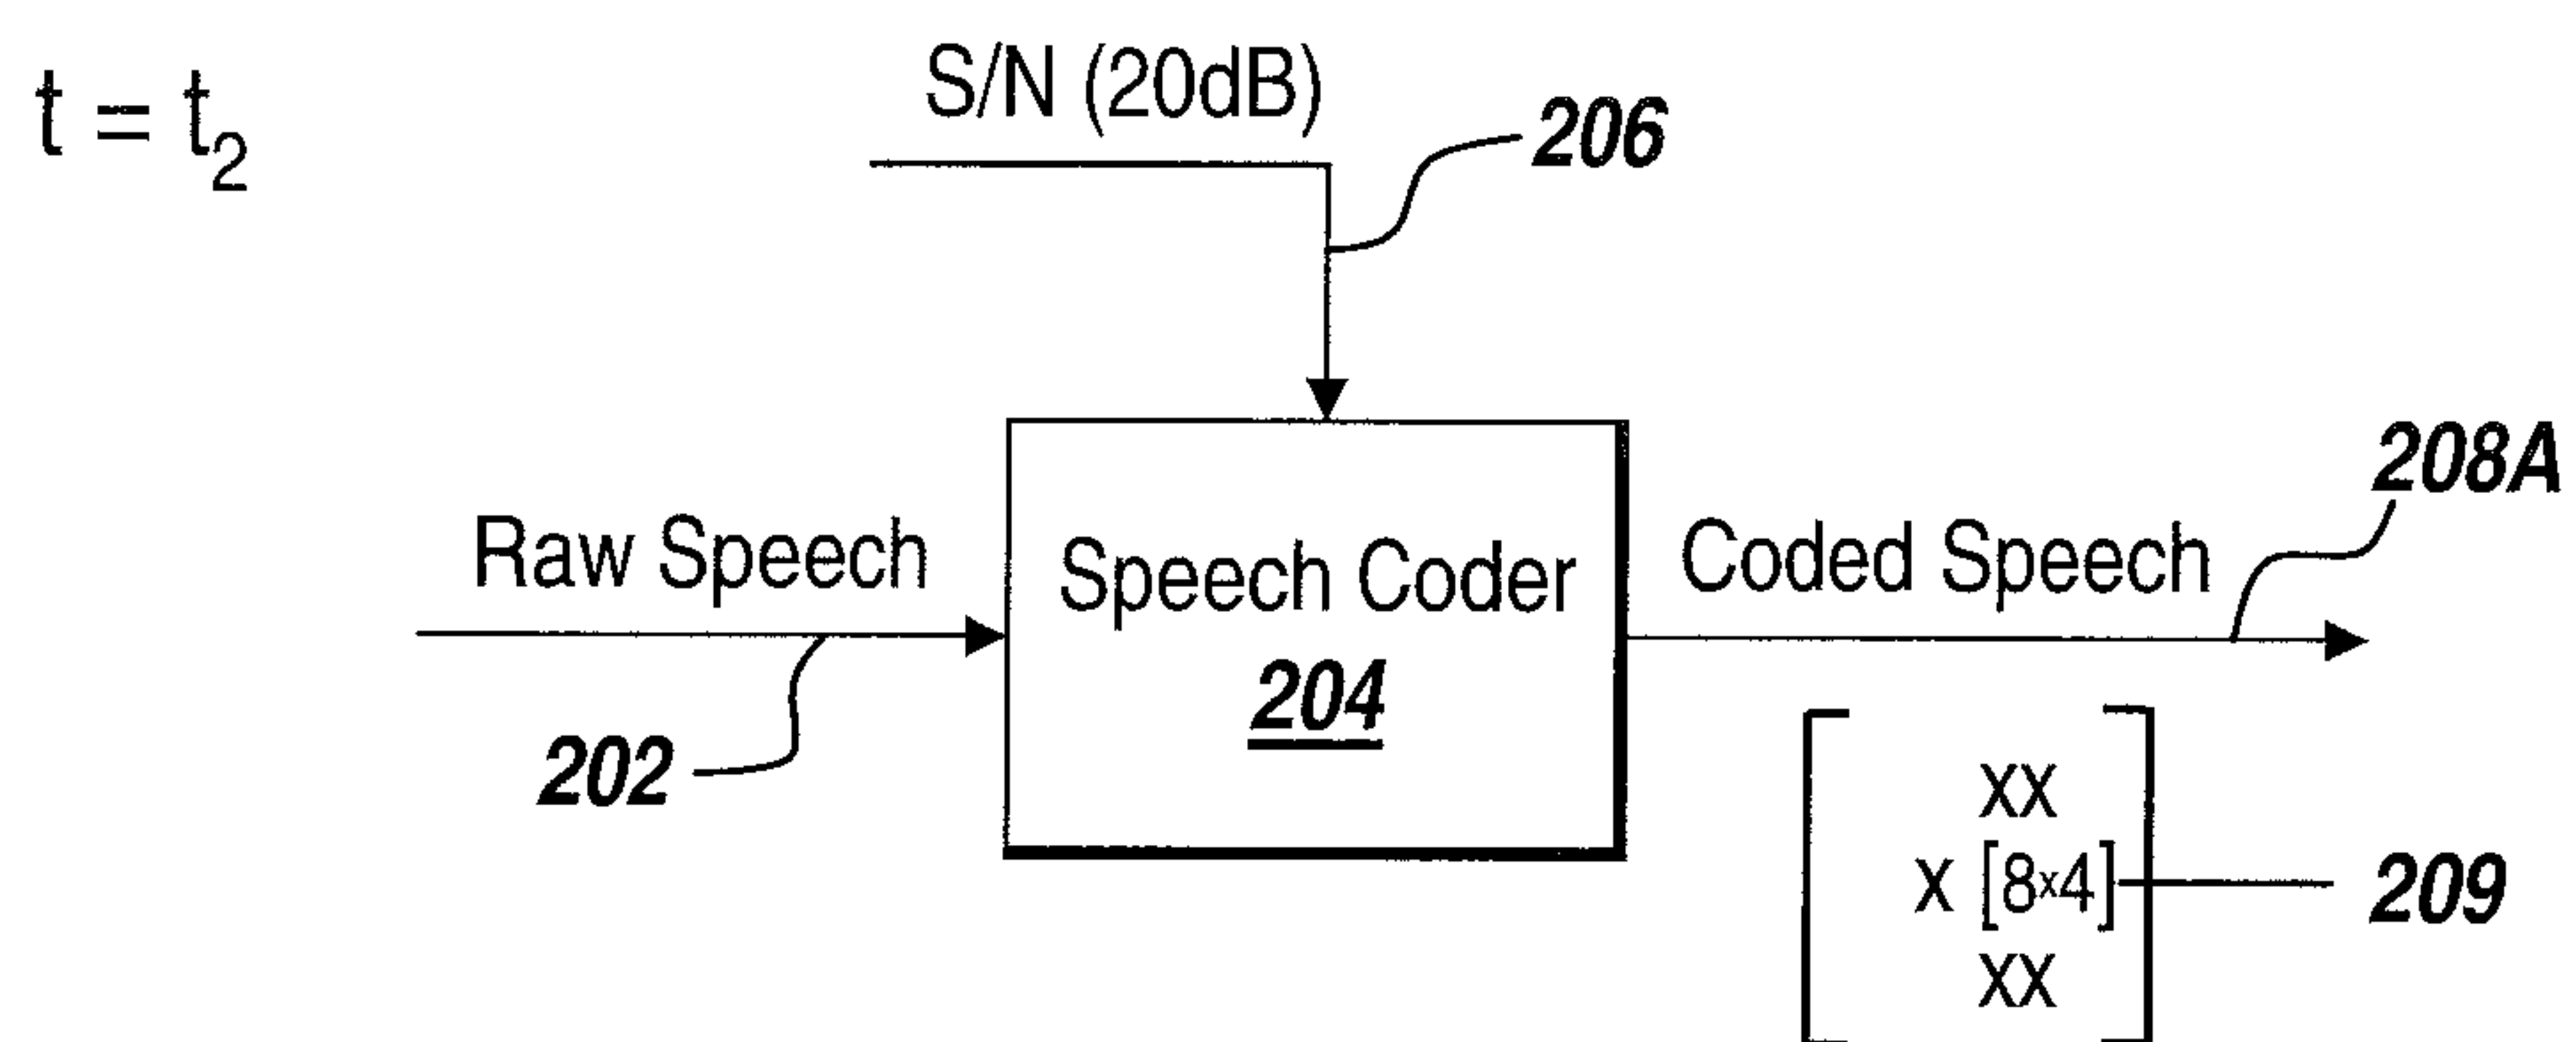 t = t2
S/N (20dB)
206
208A
Raw Speech
Speech Coder
204
Coded Speech
202
xx
x [8x4]
209
xx